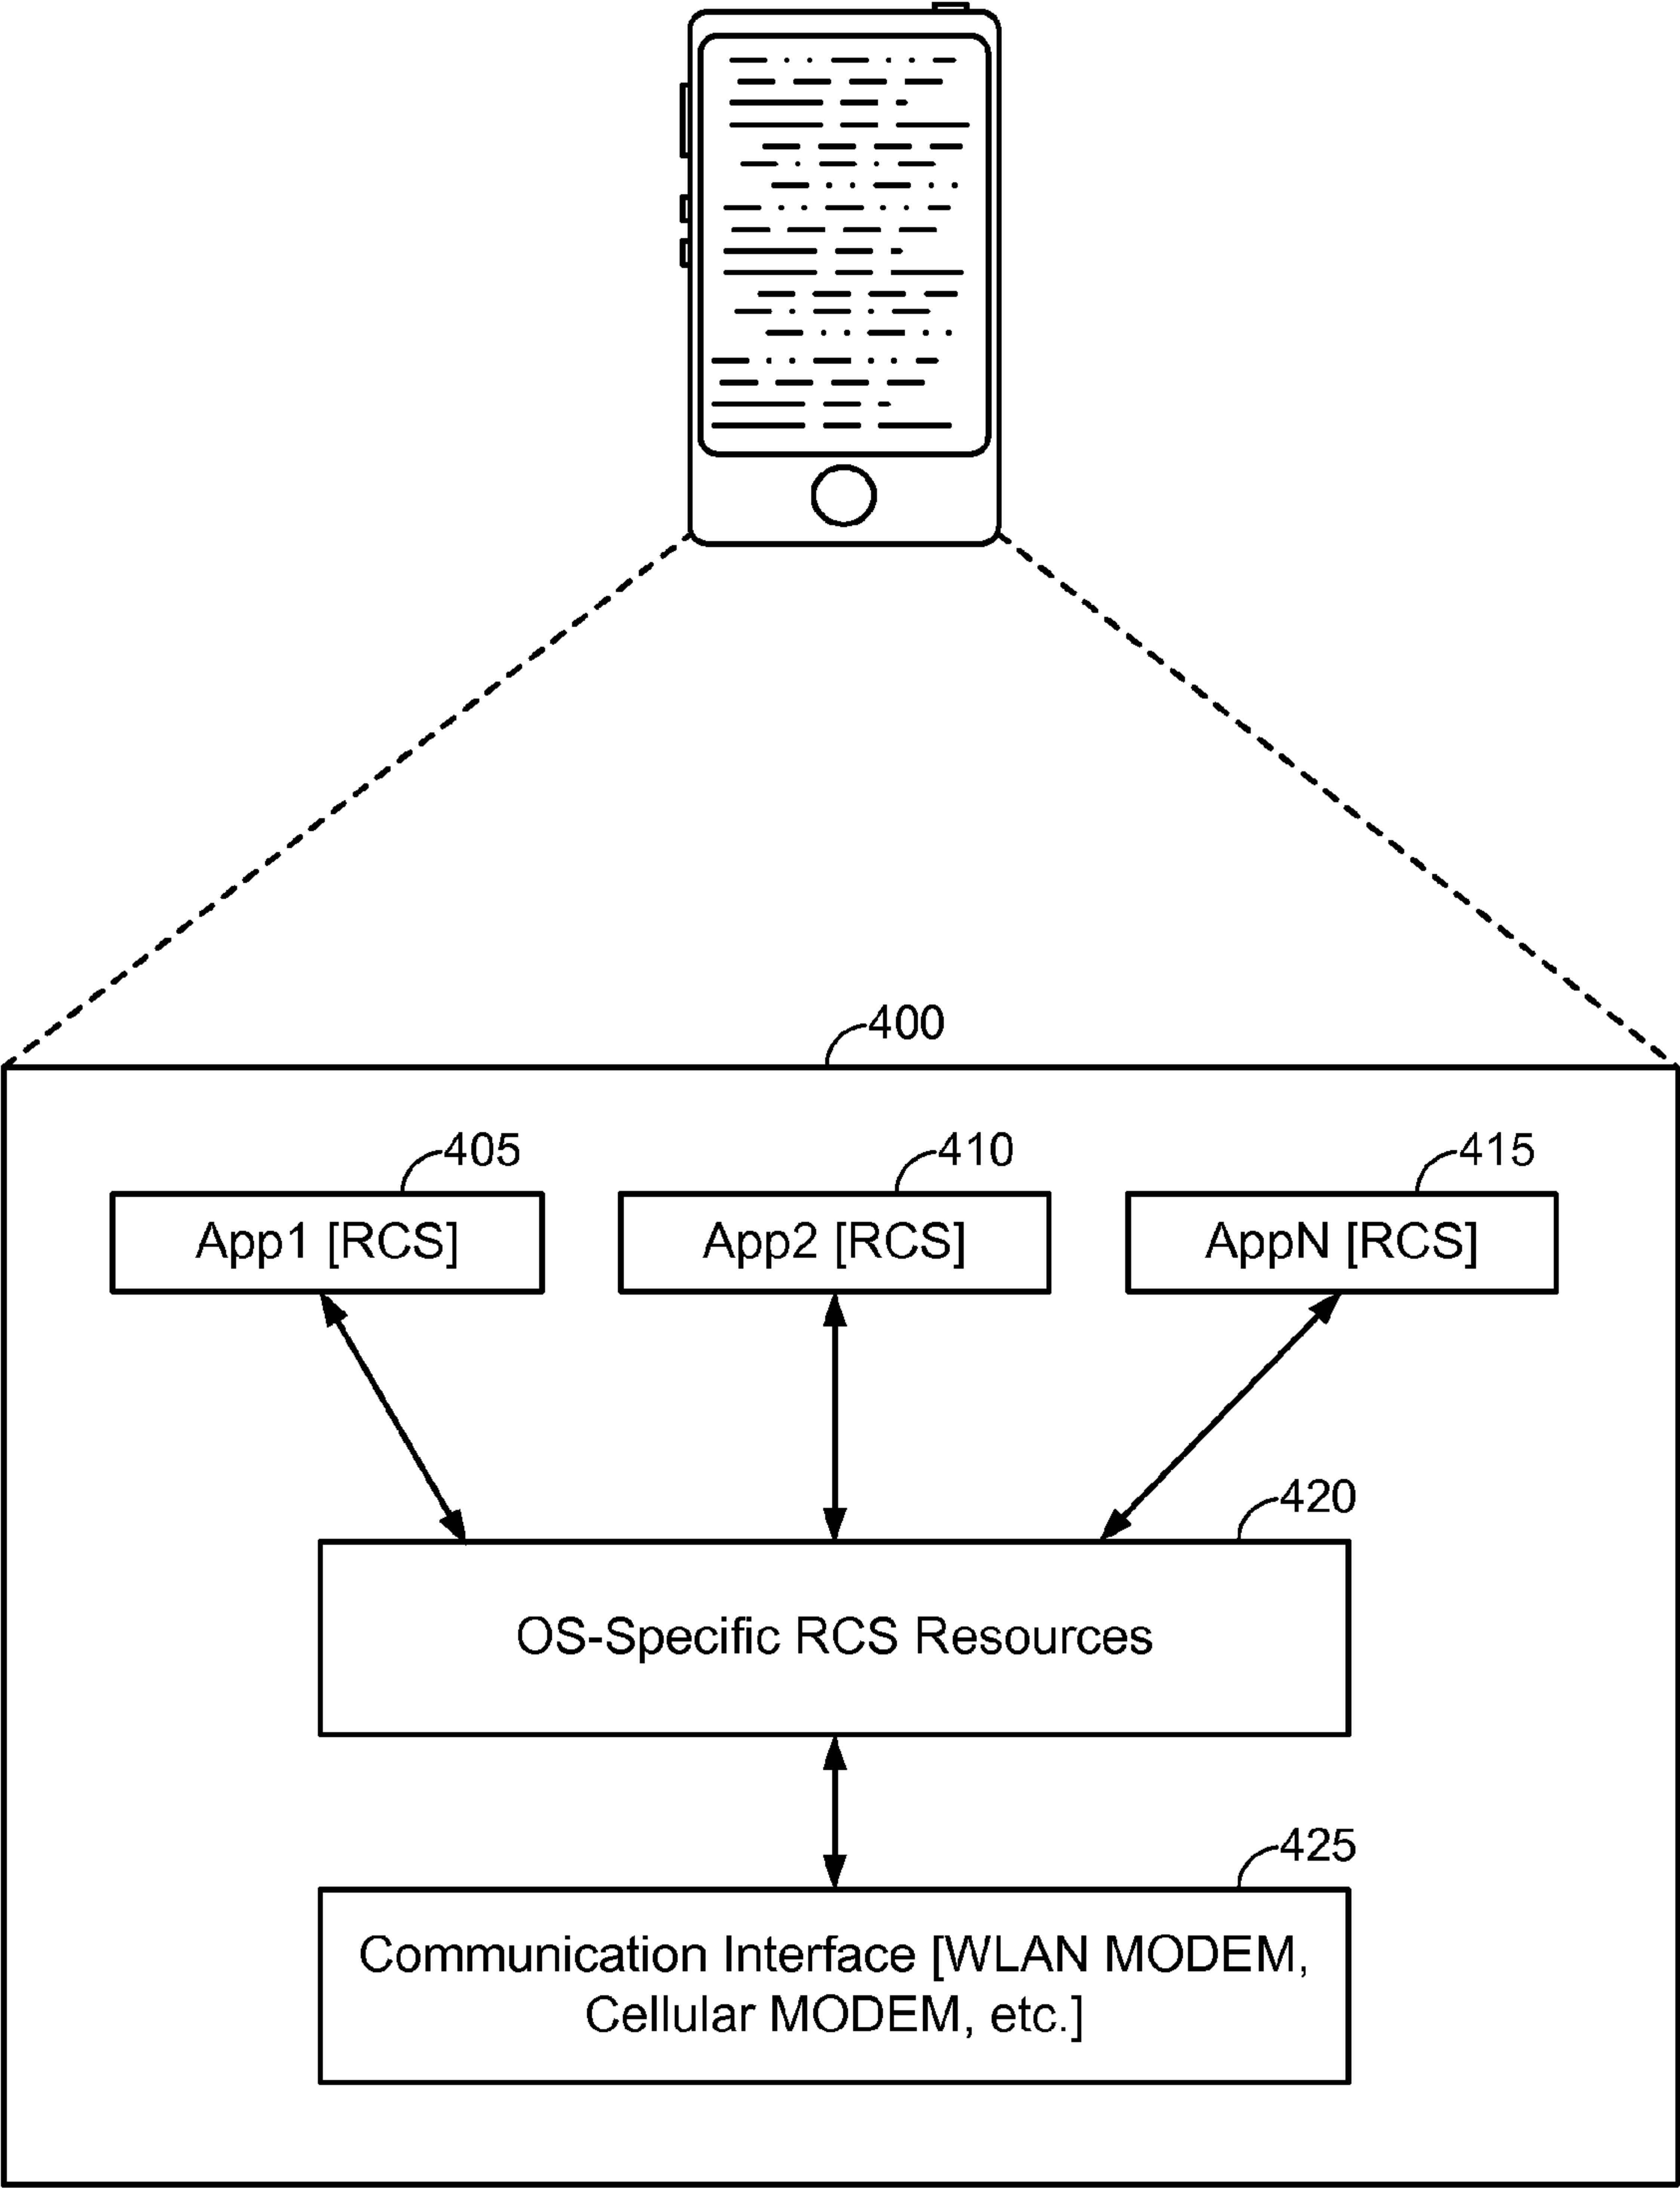 400
405
410
415
App1 [RCS]
App2 [RCS]
AppN [RCS]
420
OS-Specific RCS Resources
425
Communication Interface [WLAN MODEM,
Cellular MODEM, etc.]